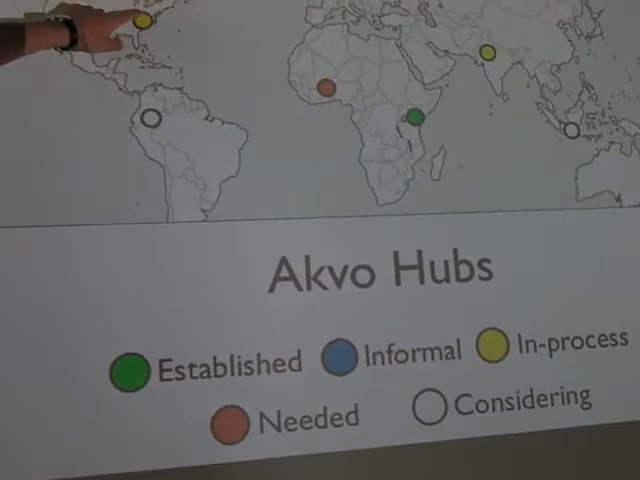 Akvo Hubs
Established Informal In-process
Needed Considering